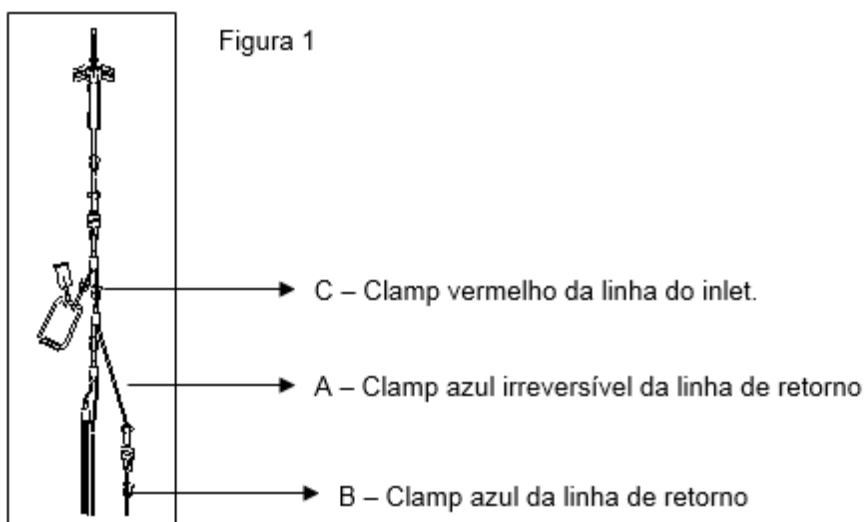 Figura 1
C – Clamp vermelho da linha do inlet.
A – Clamp azul irreversível da linha de retorno
B – Clamp azul da linha de retorno